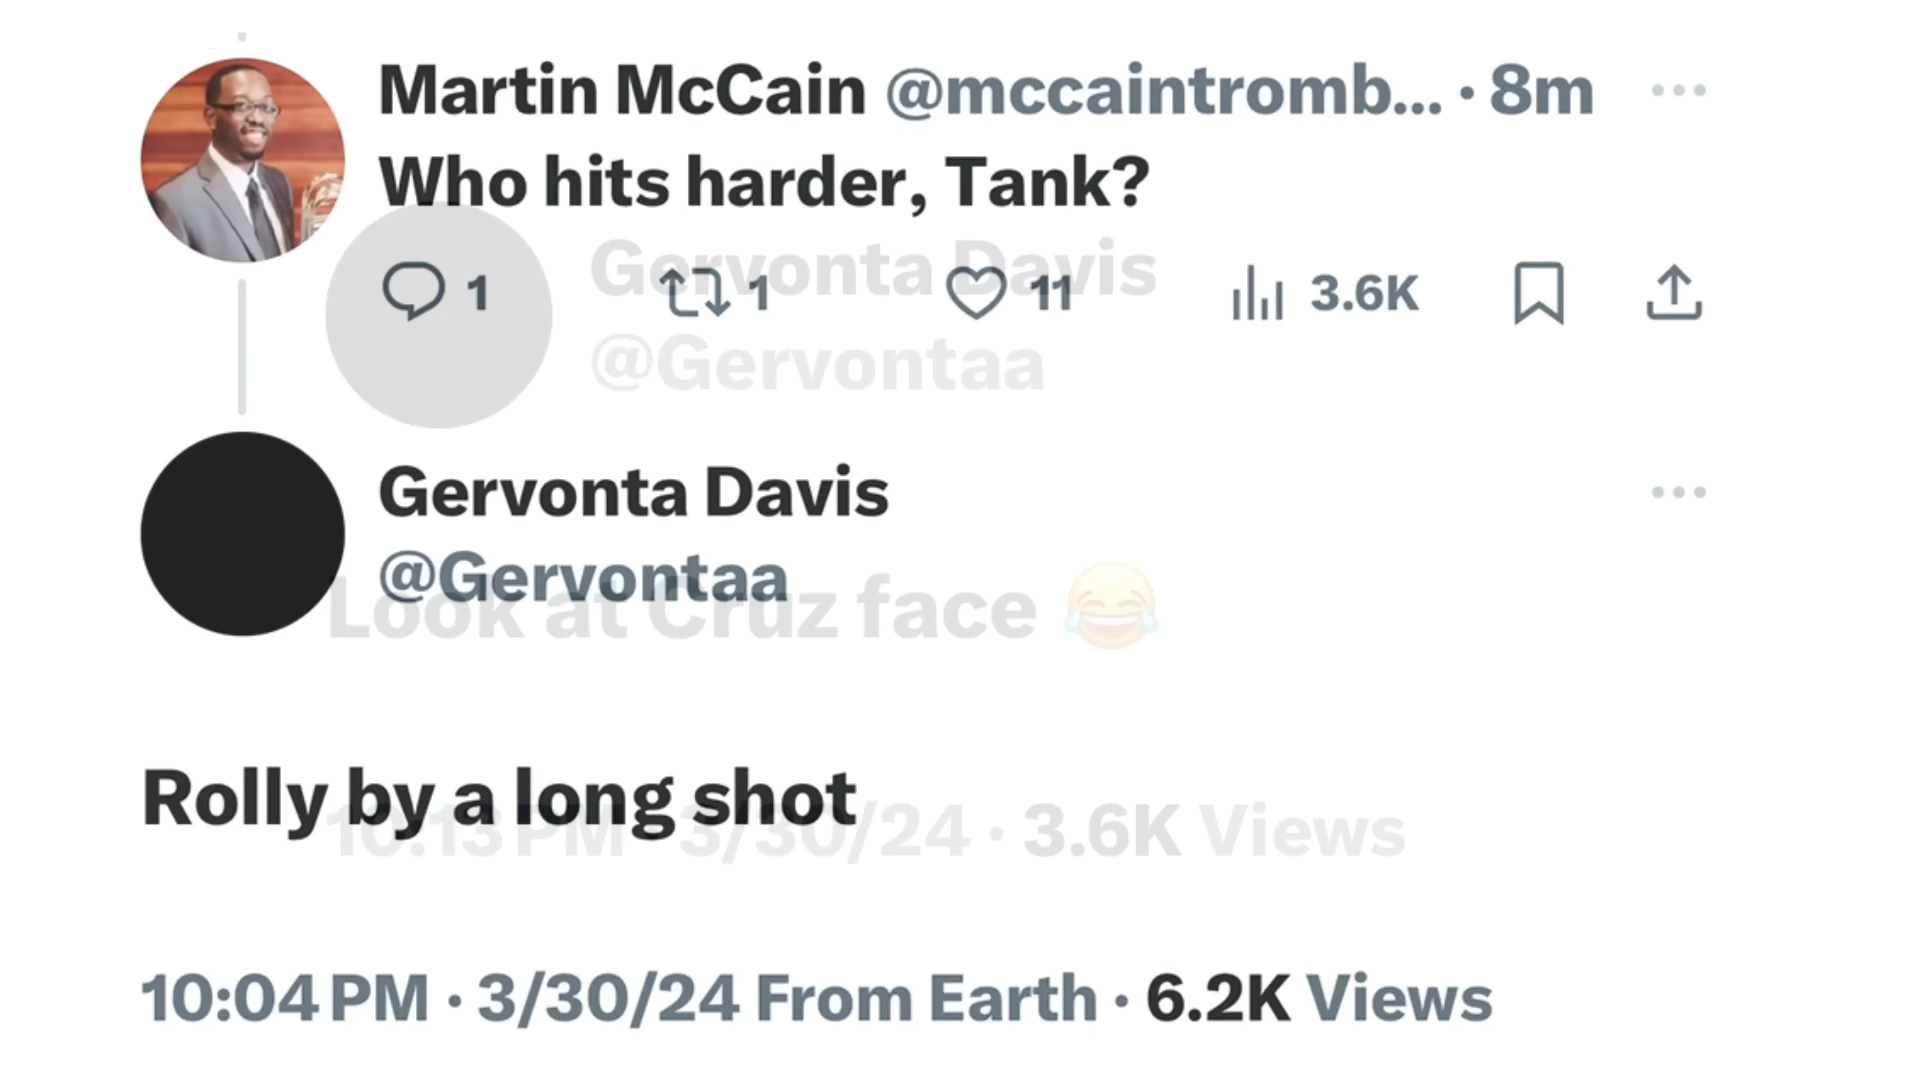 Martin McCain @mccaintromb... · 8m
Who hits harder, Tank?
1 1 11 3.6K
Gervonta Davis
@Gervontaa
Gervonta Davis
@Gervontaa
Look at Cruz face 😂
Rolly by a long shot
10:13 PM · 3/30/24 · 3.6K Views
10:04 PM · 3/30/24 From Earth · 6.2K Views